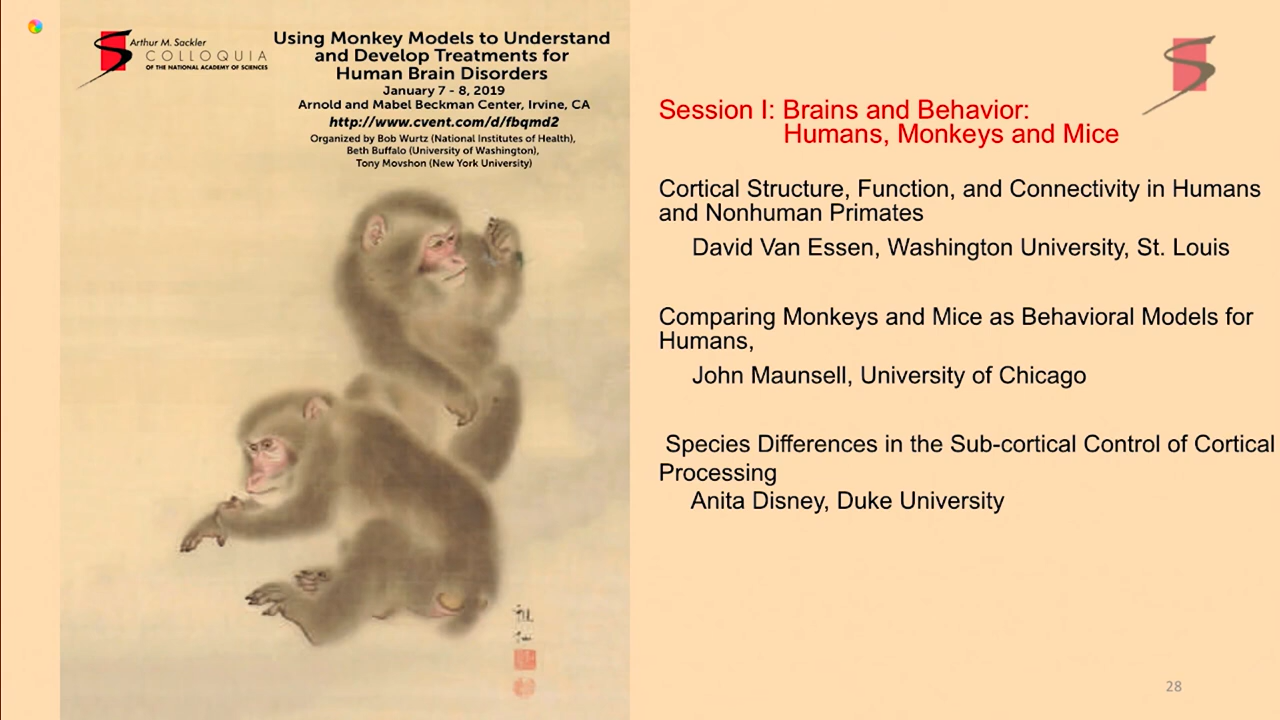 Arthur M. Sackler
COLLOQUIA
OF THE NATIONAL ACADEMY OF SCIENCES
Using Monkey Models to Understand
and Develop Treatments for
Human Brain Disorders
January 7 - 8, 2019
Arnold and Mabel Beckman Center, Irvine, CA
http://www.cvent.com/d/fbqmd2
Organized by Bob Wurtz (National Institutes of Health),
Beth Buffalo (University of Washington),
Tony Movshon (New York University)
Session I: Brains and Behavior:
Humans, Monkeys and Mice
Cortical Structure, Function, and Connectivity in Humans
and Nonhuman Primates
David Van Essen, Washington University, St. Louis
Comparing Monkeys and Mice as Behavioral Models for
Humans,
John Maunsell, University of Chicago
Species Differences in the Sub-cortical Control of Cortical
Processing
Anita Disney, Duke University
28